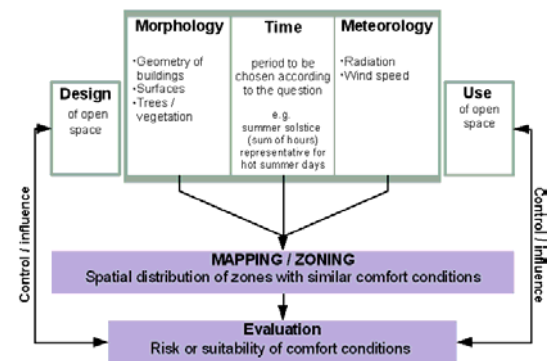 Morphology
•Geometry of
buildings
•Surfaces
•Trees /
vegetation
Time
period to be
chosen according
to the question
e.g.
summer solstice
(sum of hours)
representative for
hot summer days
Meteorology
•Radiation
•Wind speed
Design
of open
space
Use
of open
space
Control / influence
Control / influence
MAPPING / ZONING
Spatial distribution of zones with similar comfort conditions
Evaluation
Risk or suitability of comfort conditions